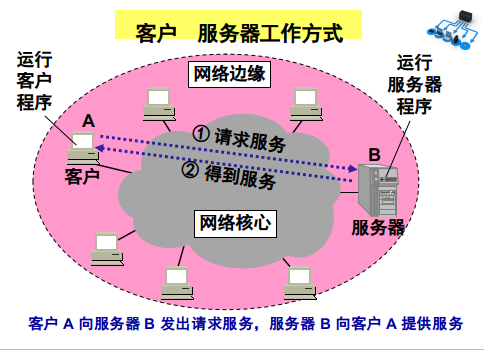 客户 服务器工作方式
运行
客户
程序
网络边缘
运行
服务器
程序
A
① 请求服务
B
② 得到服务
客户
网络核心
服务器
客户 A 向服务器 B 发出请求服务，服务器 B 向客户 A 提供服务